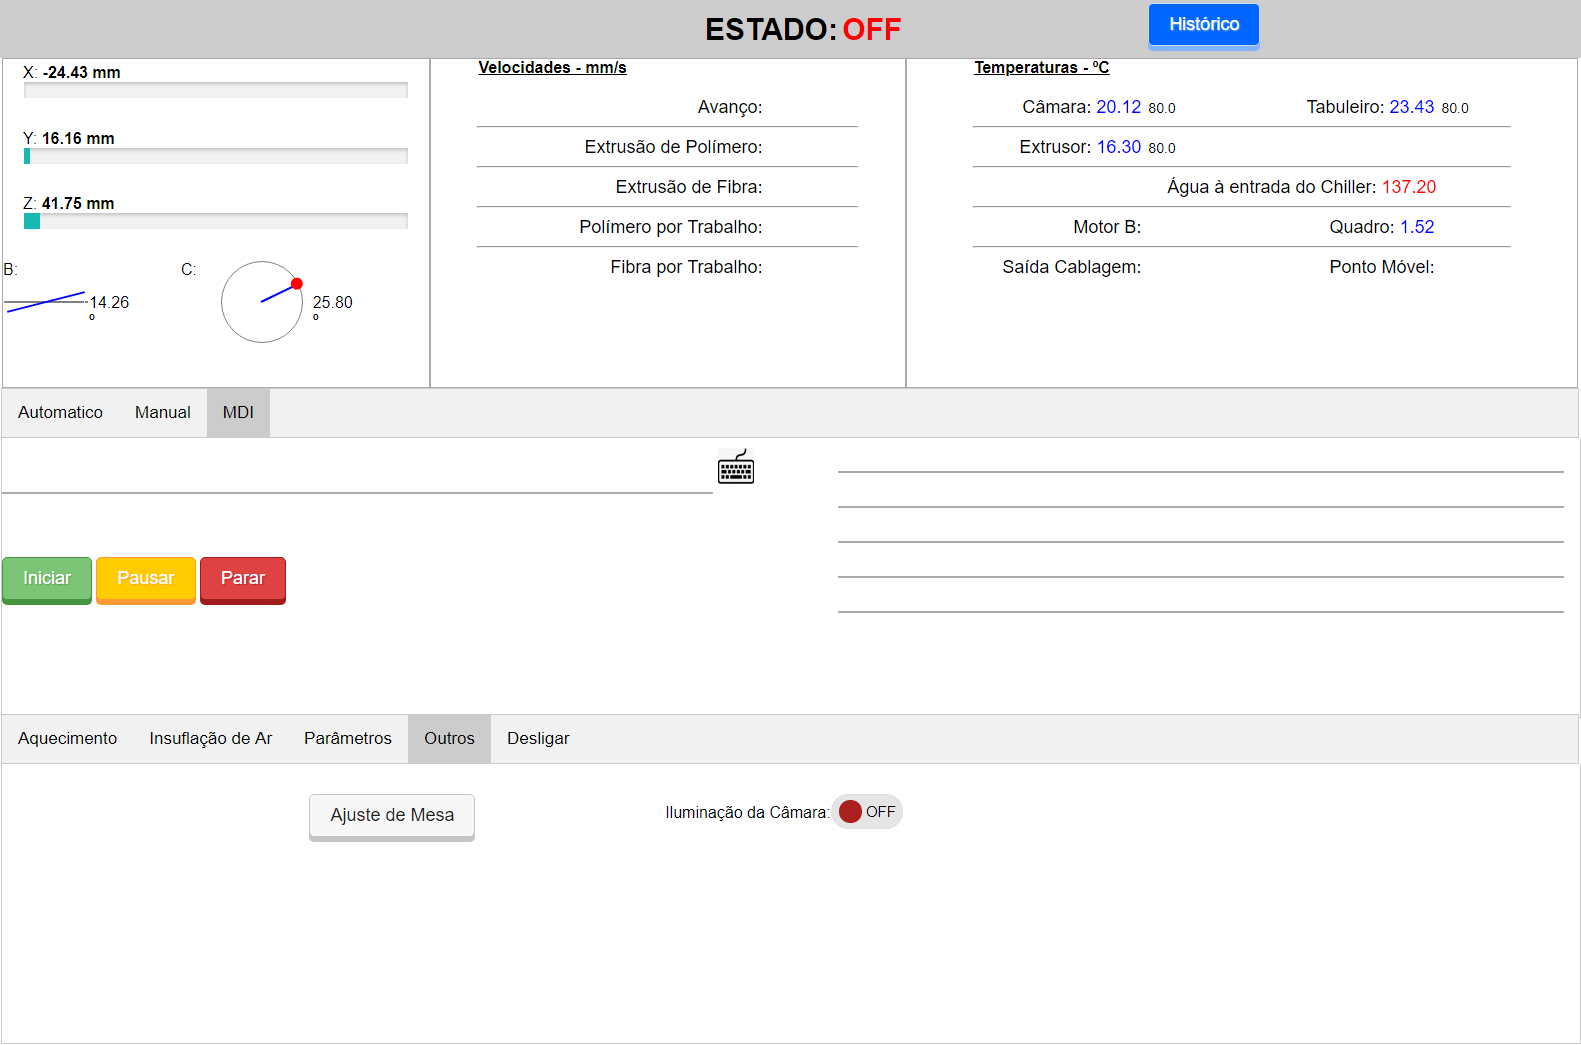 ESTADO: OFF
Histórico
X: -24.43 mm
Y: 16.16 mm
Z: 41.75 mm
B:
14.26
º
C:
25.80
º
Velocidades - mm/s
Avanço:
Extrusão de Polímero:
Extrusão de Fibra:
Polímero por Trabalho:
Fibra por Trabalho:
Temperaturas - ºC
Câmara: 20.12 80.0 Tabuleiro: 23.43 80.0
Extrusor: 16.30 80.0
Água à entrada do Chiller: 137.20
Motor B: Quadro: 1.52
Saída Cablagem: Ponto Móvel:
Automatico Manual MDI
Iniciar Pausar Parar
Aquecimento Insuflação de Ar Parâmetros Outros Desligar
Ajuste de Mesa Iluminação da Câmara: OFF